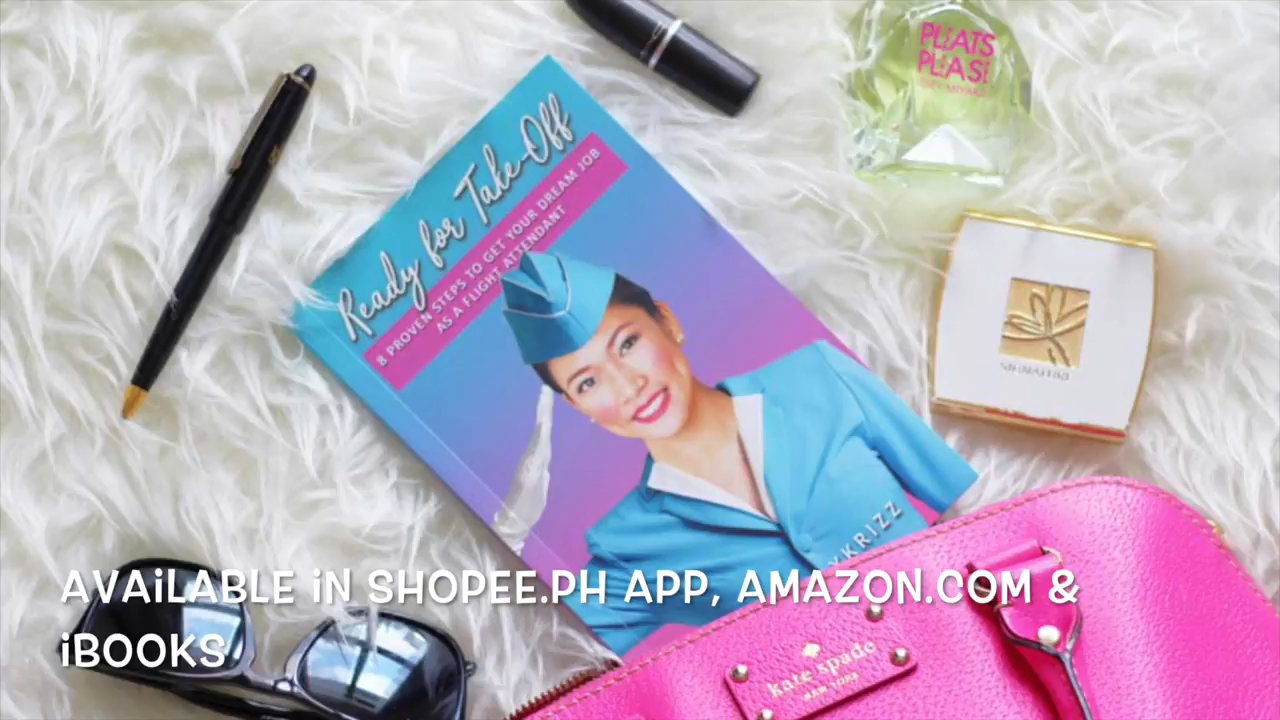 PLEATS
PLEASE
Ready for Take-Off
8 PROVEN STEPS TO GET YOUR DREAM JOB
AS A FLIGHT ATTENDANT
KRIZZ
AVAiLABLE iN SHOPEE.PH APP, AMAZON.COM &
iBOOKS
kate spade
NEW YORK